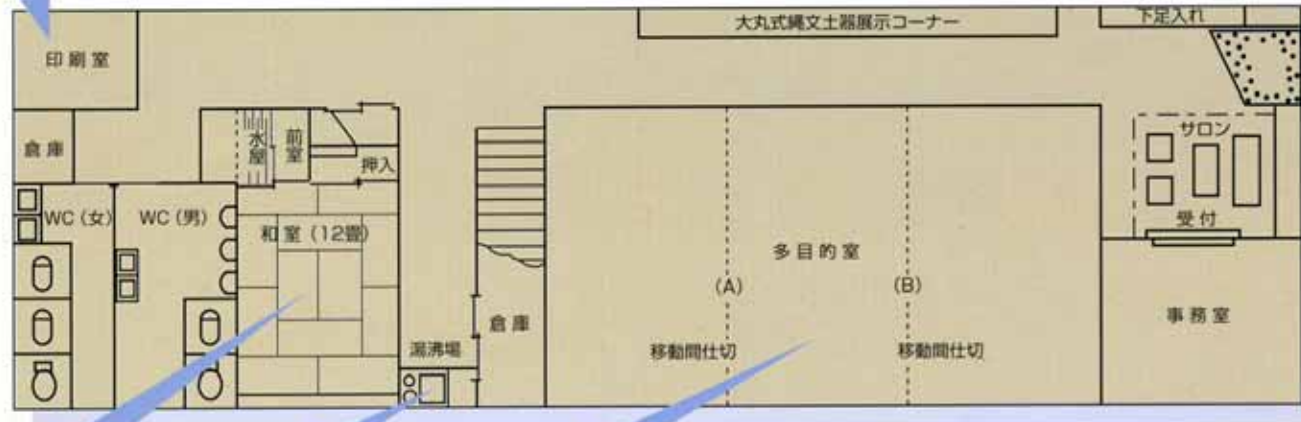 大丸式縄文土器展示コーナー
下足入れ
印刷室
サロン
倉庫
水屋
前室
押入
受付
WC(女)
WC(男)
和室(12畳)
多目的室
(A)
(B)
事務室
倉庫
湯沸場
移動間仕切
移動間仕切